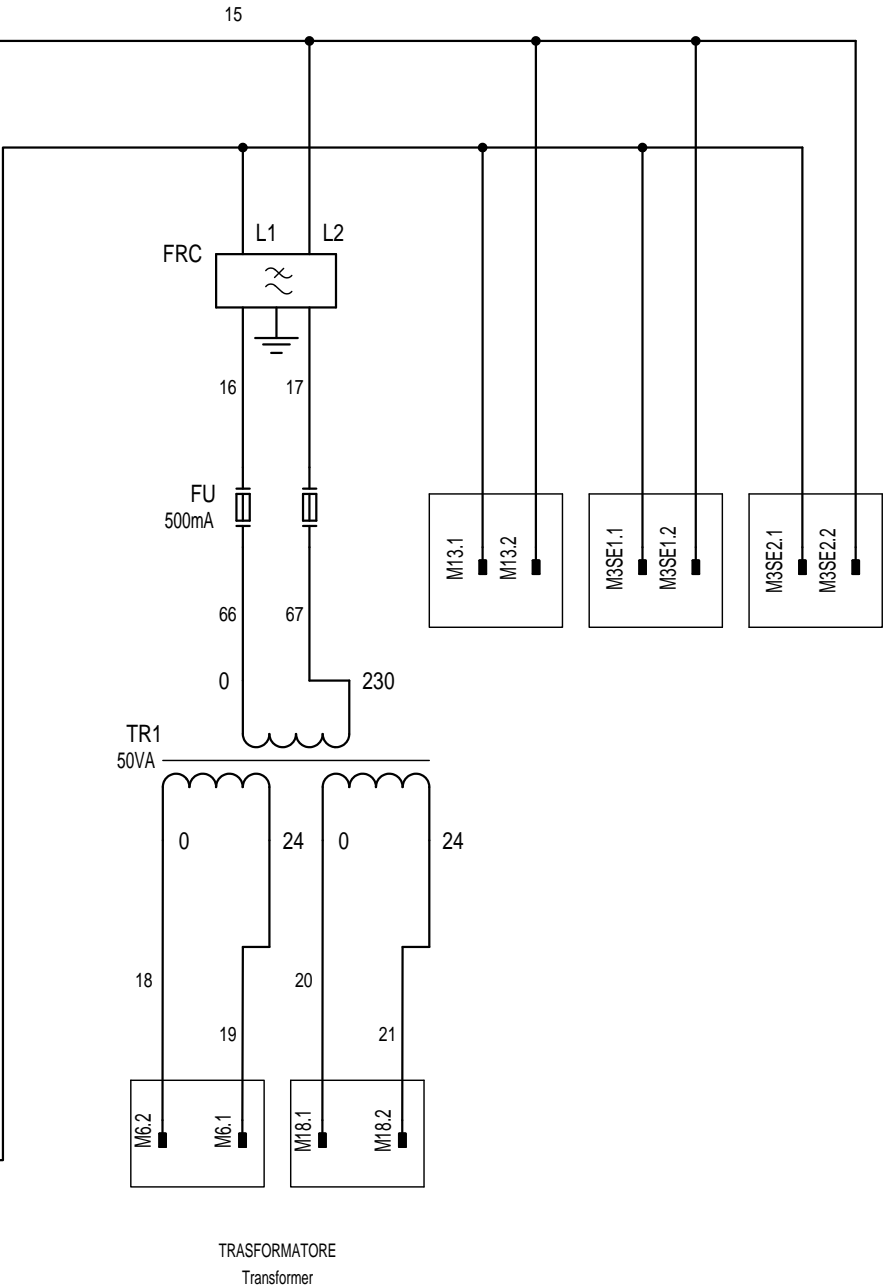 15
L1
L2
FRC
16
17
FU
500mA
M13.1
M13.2
M3SE1.1
M3SE1.2
M3SE2.1
M3SE2.2
66
67
0
230
TR1
50VA
0
24
0
24
18
20
19
21
M6.2
M6.1
M18.1
M18.2
TRASFORMATORE
Transformer